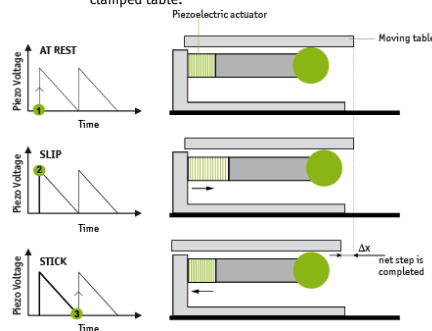 clamped table.
Piezoelectric actuator
Piezo Voltage
AT REST
1
Time
Moving table
Piezo Voltage
SLIP
2
Time
Piezo Voltage
STICK
3
Time
Δx
net step is
completed